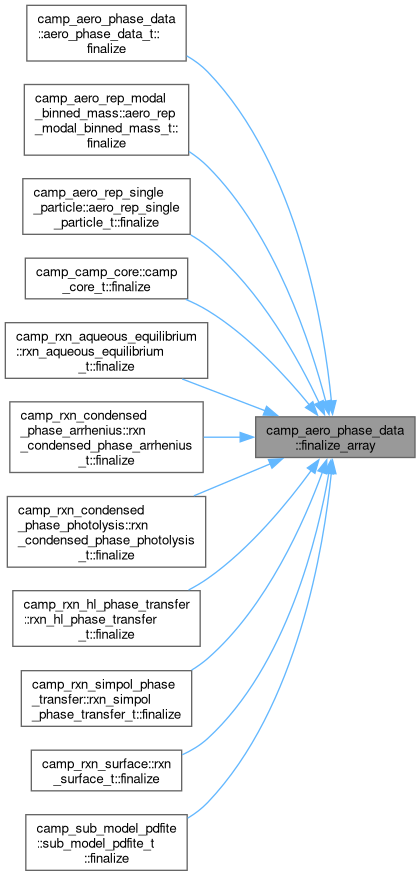 camp_aero_phase_data
::aero_phase_data_t::
finalize
camp_aero_rep_modal
_binned_mass::aero_rep
_modal_binned_mass_t::
finalize
camp_aero_rep_single
_particle::aero_rep_single
_particle_t::finalize
camp_camp_core::camp
_core_t::finalize
camp_rxn_aqueous_equilibrium
::rxn_aqueous_equilibrium
_t::finalize
camp_rxn_condensed
_phase_arrhenius::rxn
_condensed_phase_arrhenius
_t::finalize
camp_aero_phase_data
::finalize_array
camp_rxn_condensed
_phase_photolysis::rxn
_condensed_phase_photolysis
_t::finalize
camp_rxn_hl_phase_transfer
::rxn_hl_phase_transfer
_t::finalize
camp_rxn_simpol_phase
_transfer::rxn_simpol
_phase_transfer_t::finalize
camp_rxn_surface::rxn
_surface_t::finalize
camp_sub_model_pdfite
::sub_model_pdfite_t
::finalize